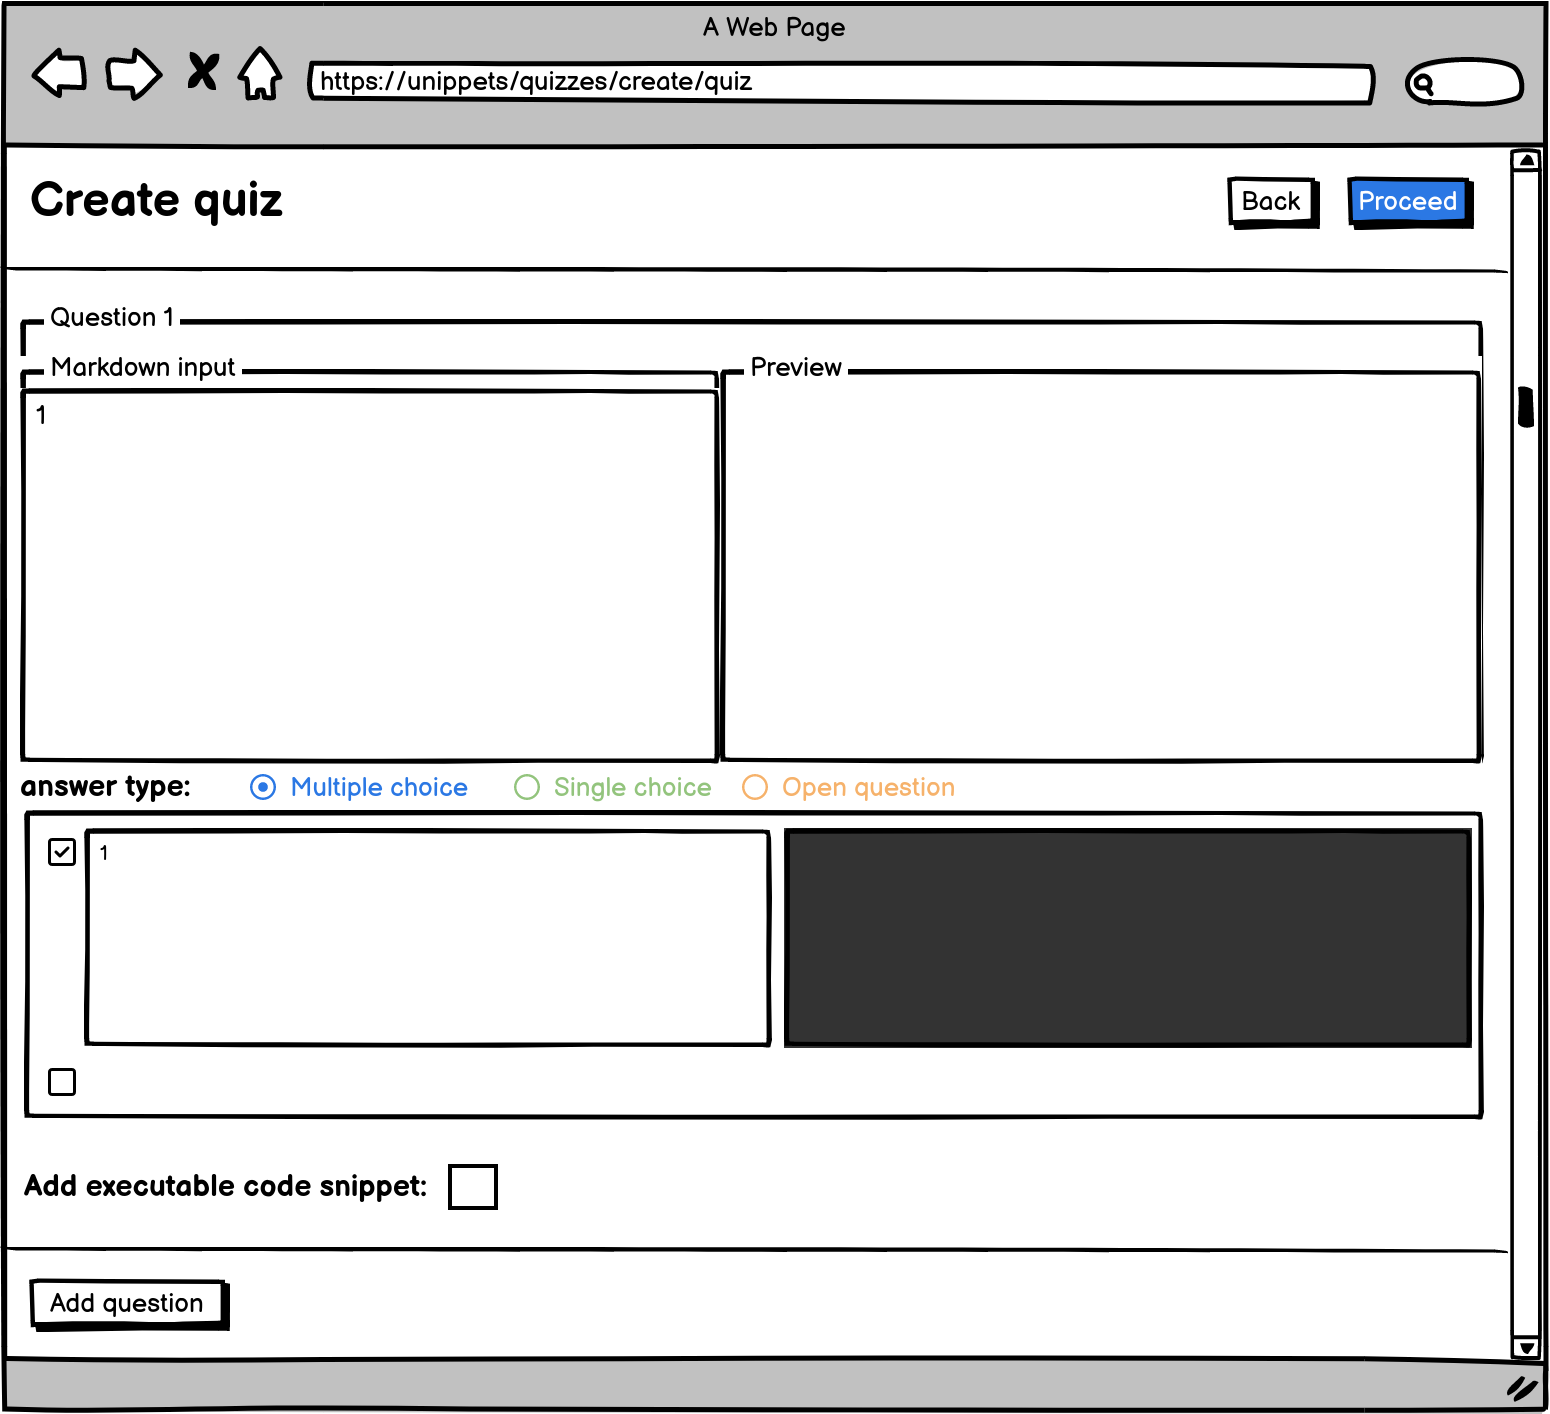 A Web Page
https://unippets/quizzes/create/quiz
Create quiz
Back
Proceed
Question 1
Markdown input
Preview
1
answer type:
Multiple choice
Single choice
Open question
1
Add executable code snippet:
Add question